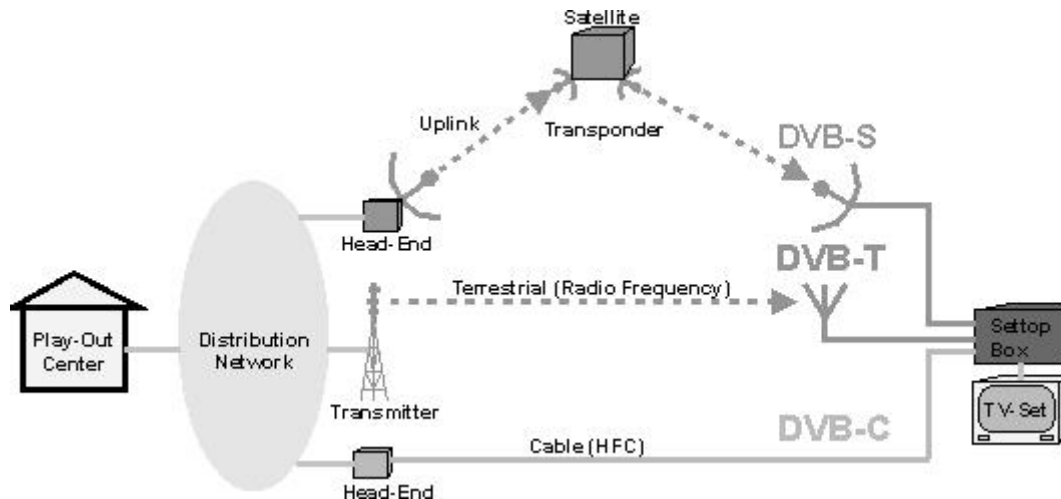 Satellite
Uplink
Transponder
DVB-S
Head-End
DVB-T
Terrestrial (Radio Frequency)
Play-Out
Center
Distribution
Network
Settop
Box
Transmitter
TV-Set
DVB-C
Cable (HFC)
Head-End